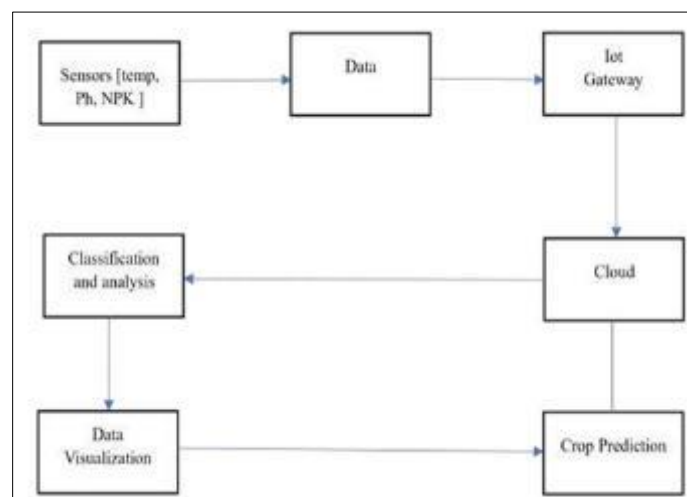 Sensors [temp,
Ph, NPK ]
Data
Iot
Gateway
Classification
and analysis
Cloud
Data
Visualization
Crop Prediction